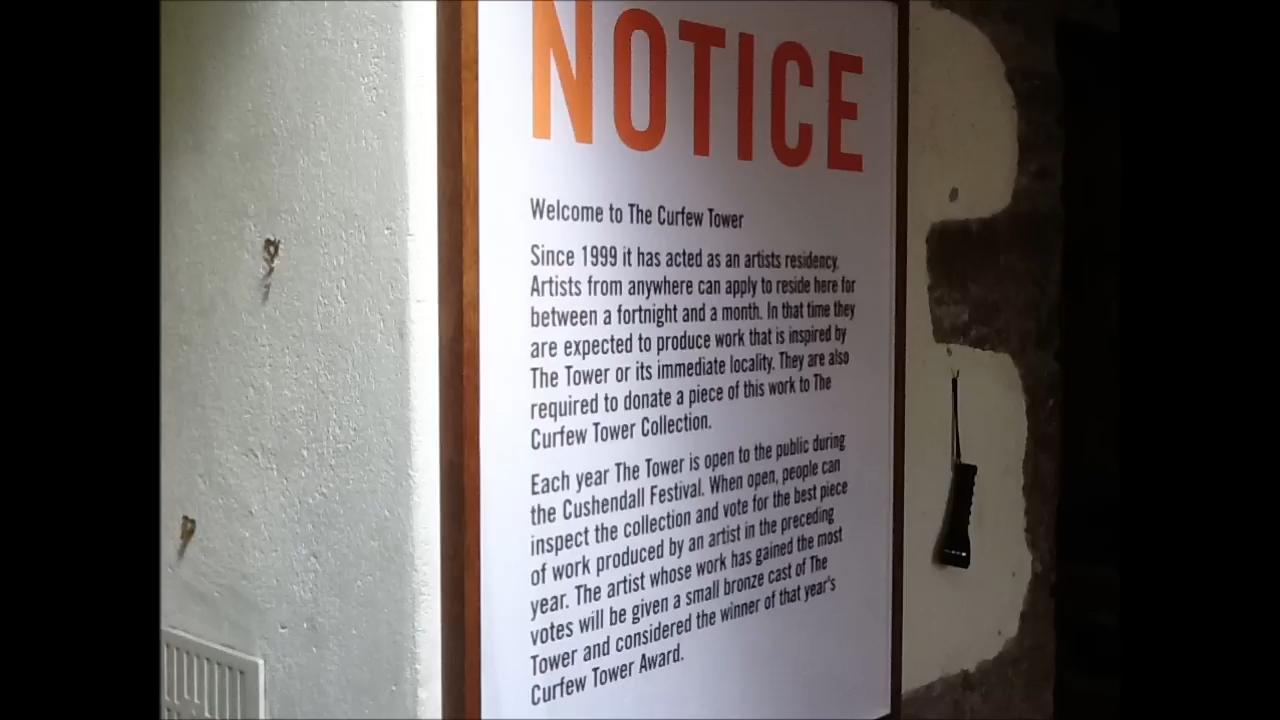 NOTICE
Welcome to The Curfew Tower
Since 1999 it has acted as an artists residency.
Artists from anywhere can apply to reside here for
between a fortnight and a month. In that time they
are expected to produce work that is inspired by
The Tower or its immediate locality. They are also
required to donate a piece of this work to The
Curfew Tower Collection.
Each year The Tower is open to the public during
the Cushendall Festival. When open, people can
inspect the collection and vote for the best piece
of work produced by an artist in the preceding
year. The artist whose work has gained the most
votes will be given a small bronze cast of The
Tower and considered the winner of that year's
Curfew Tower Award.